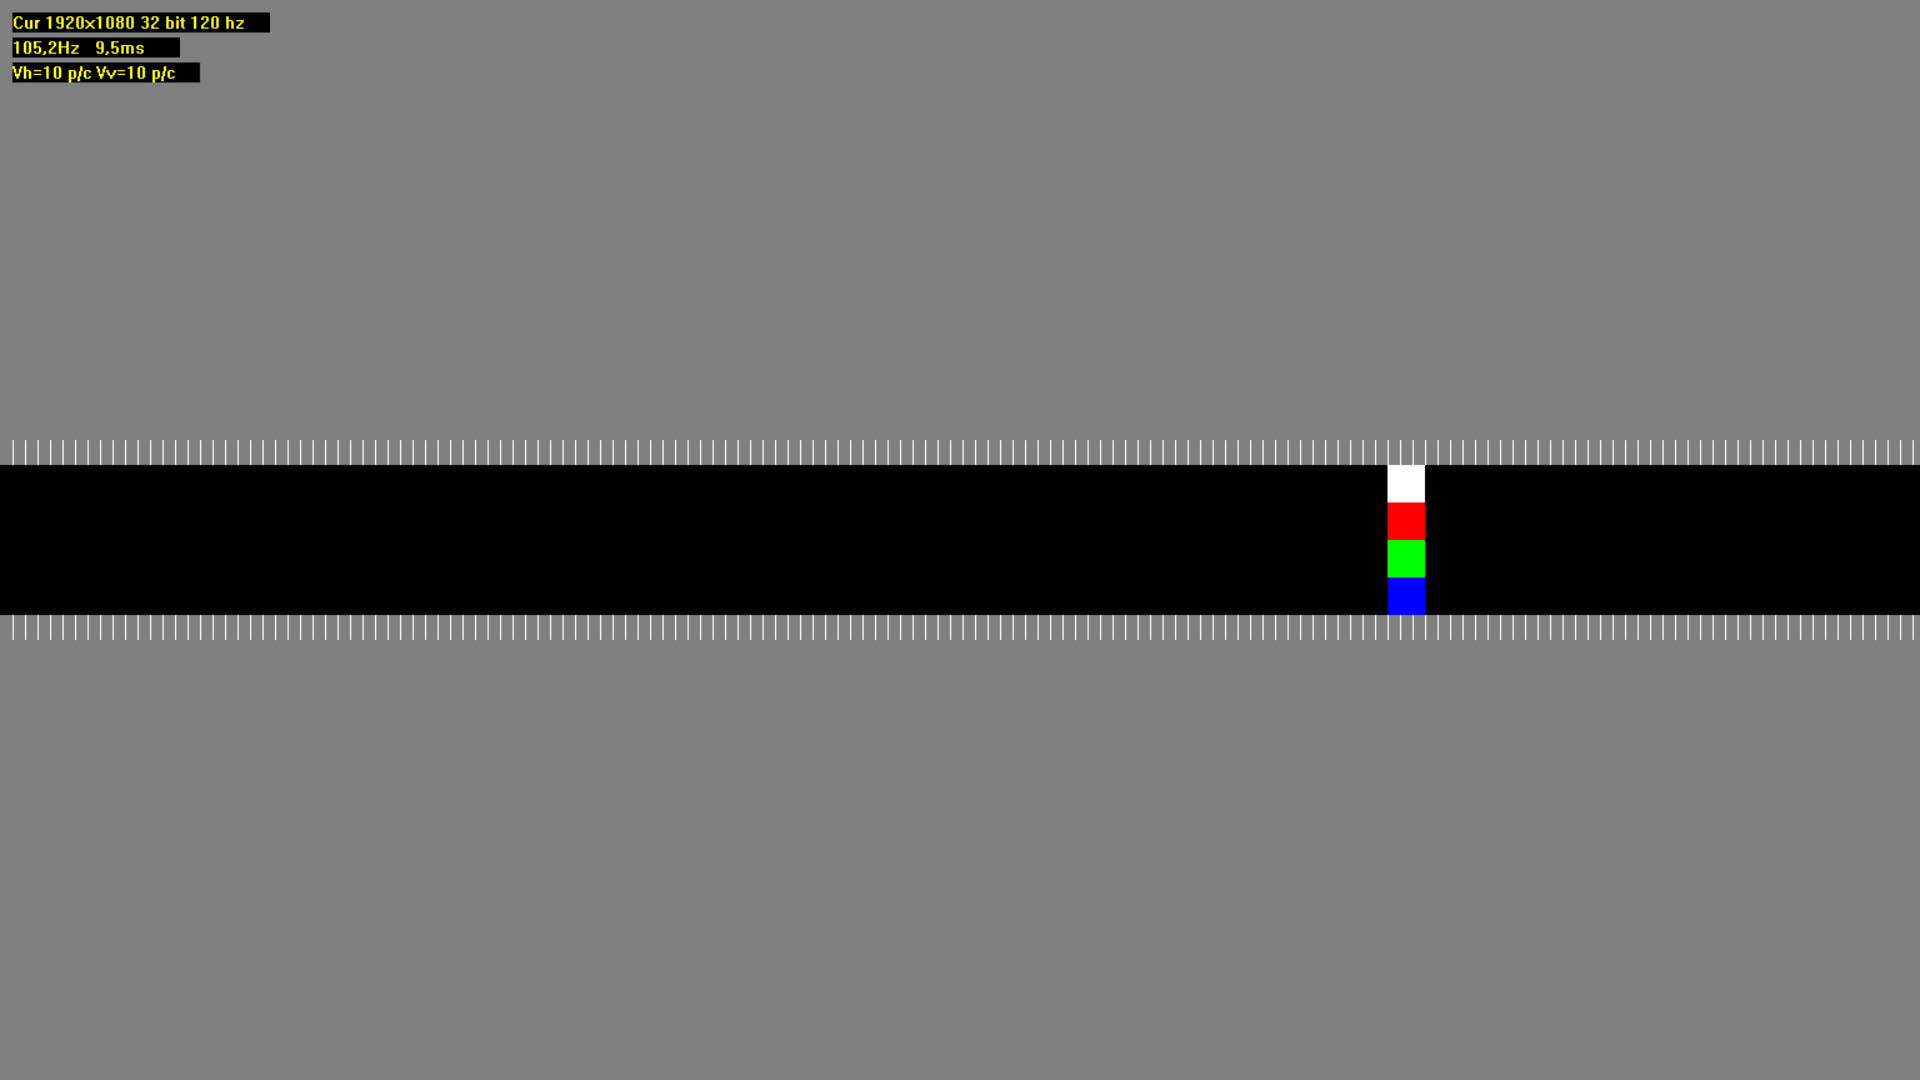 Cur 1920x1080 32 bit 120 hz
105,2Hz 9,5ms
Vh=10 p/c Vv=10 p/c